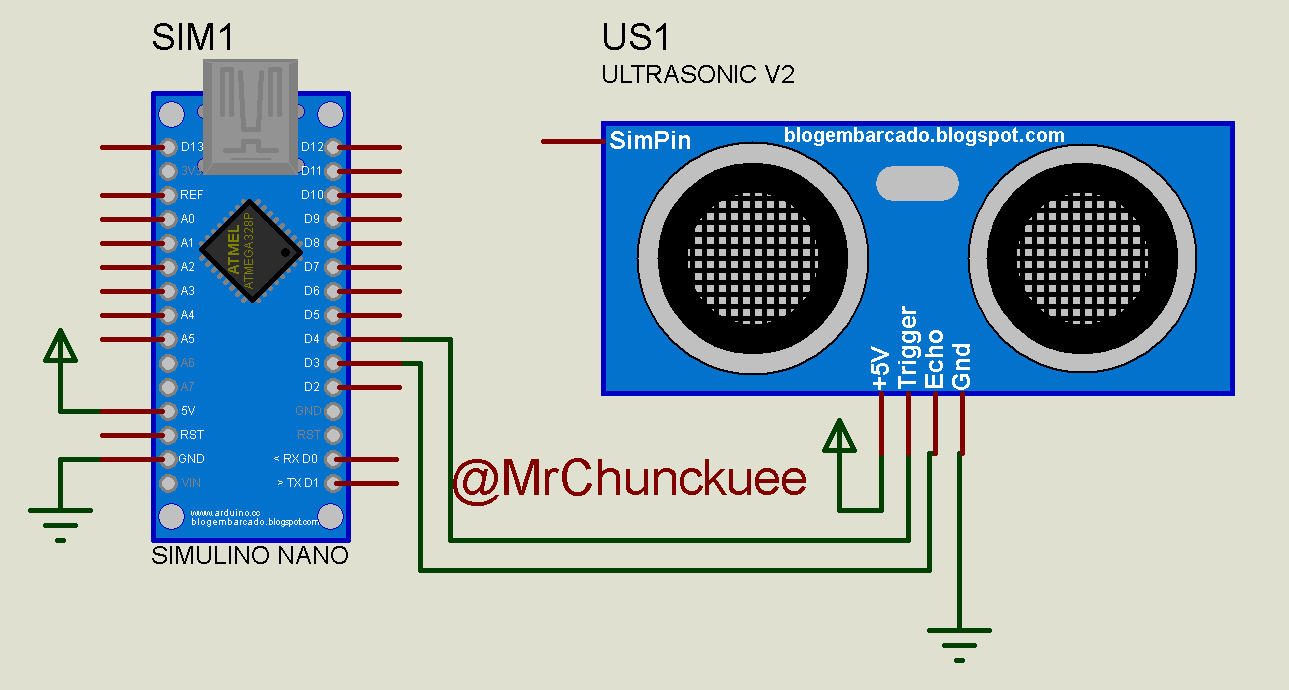 SIM1
US1
ULTRASONIC V2
SimPin
blogembarcado.blogspot.com
D13
3V3
REF
A0
A1
A2
A3
A4
A5
A6
A7
5V
RST
GND
VIN
D12
D11
D10
D9
D8
D7
D6
D5
D4
D3
D2
GND
RST
< RX D0
> TX D1
ATMEL
ATMEGA328P
www.arduino.cc
blogembarcado.blogspot.com
SIMULINO NANO
+5V
Trigger
Echo
Gnd
@MrChunckuee